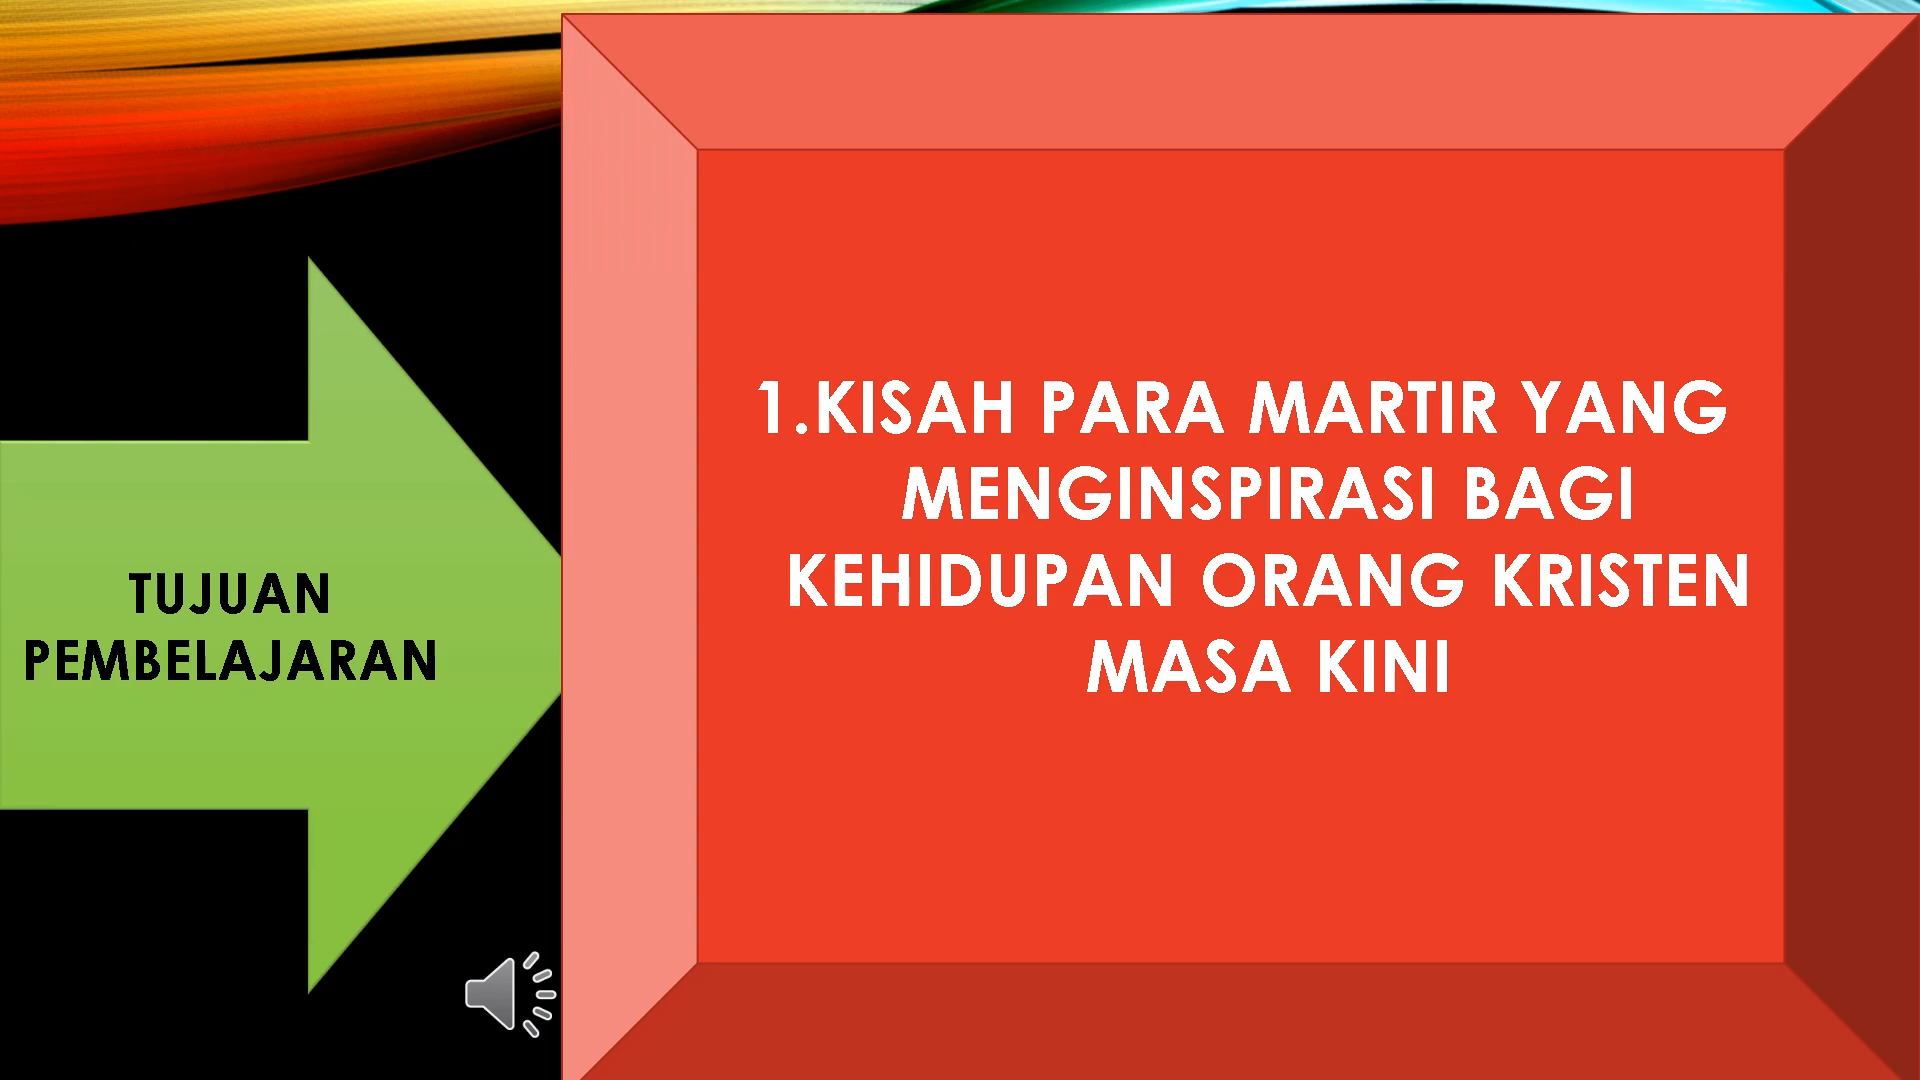 TUJUAN
PEMBELAJARAN
1.KISAH PARA MARTIR YANG
MENGINSPIRASI BAGI
KEHIDUPAN ORANG KRISTEN
MASA KINI